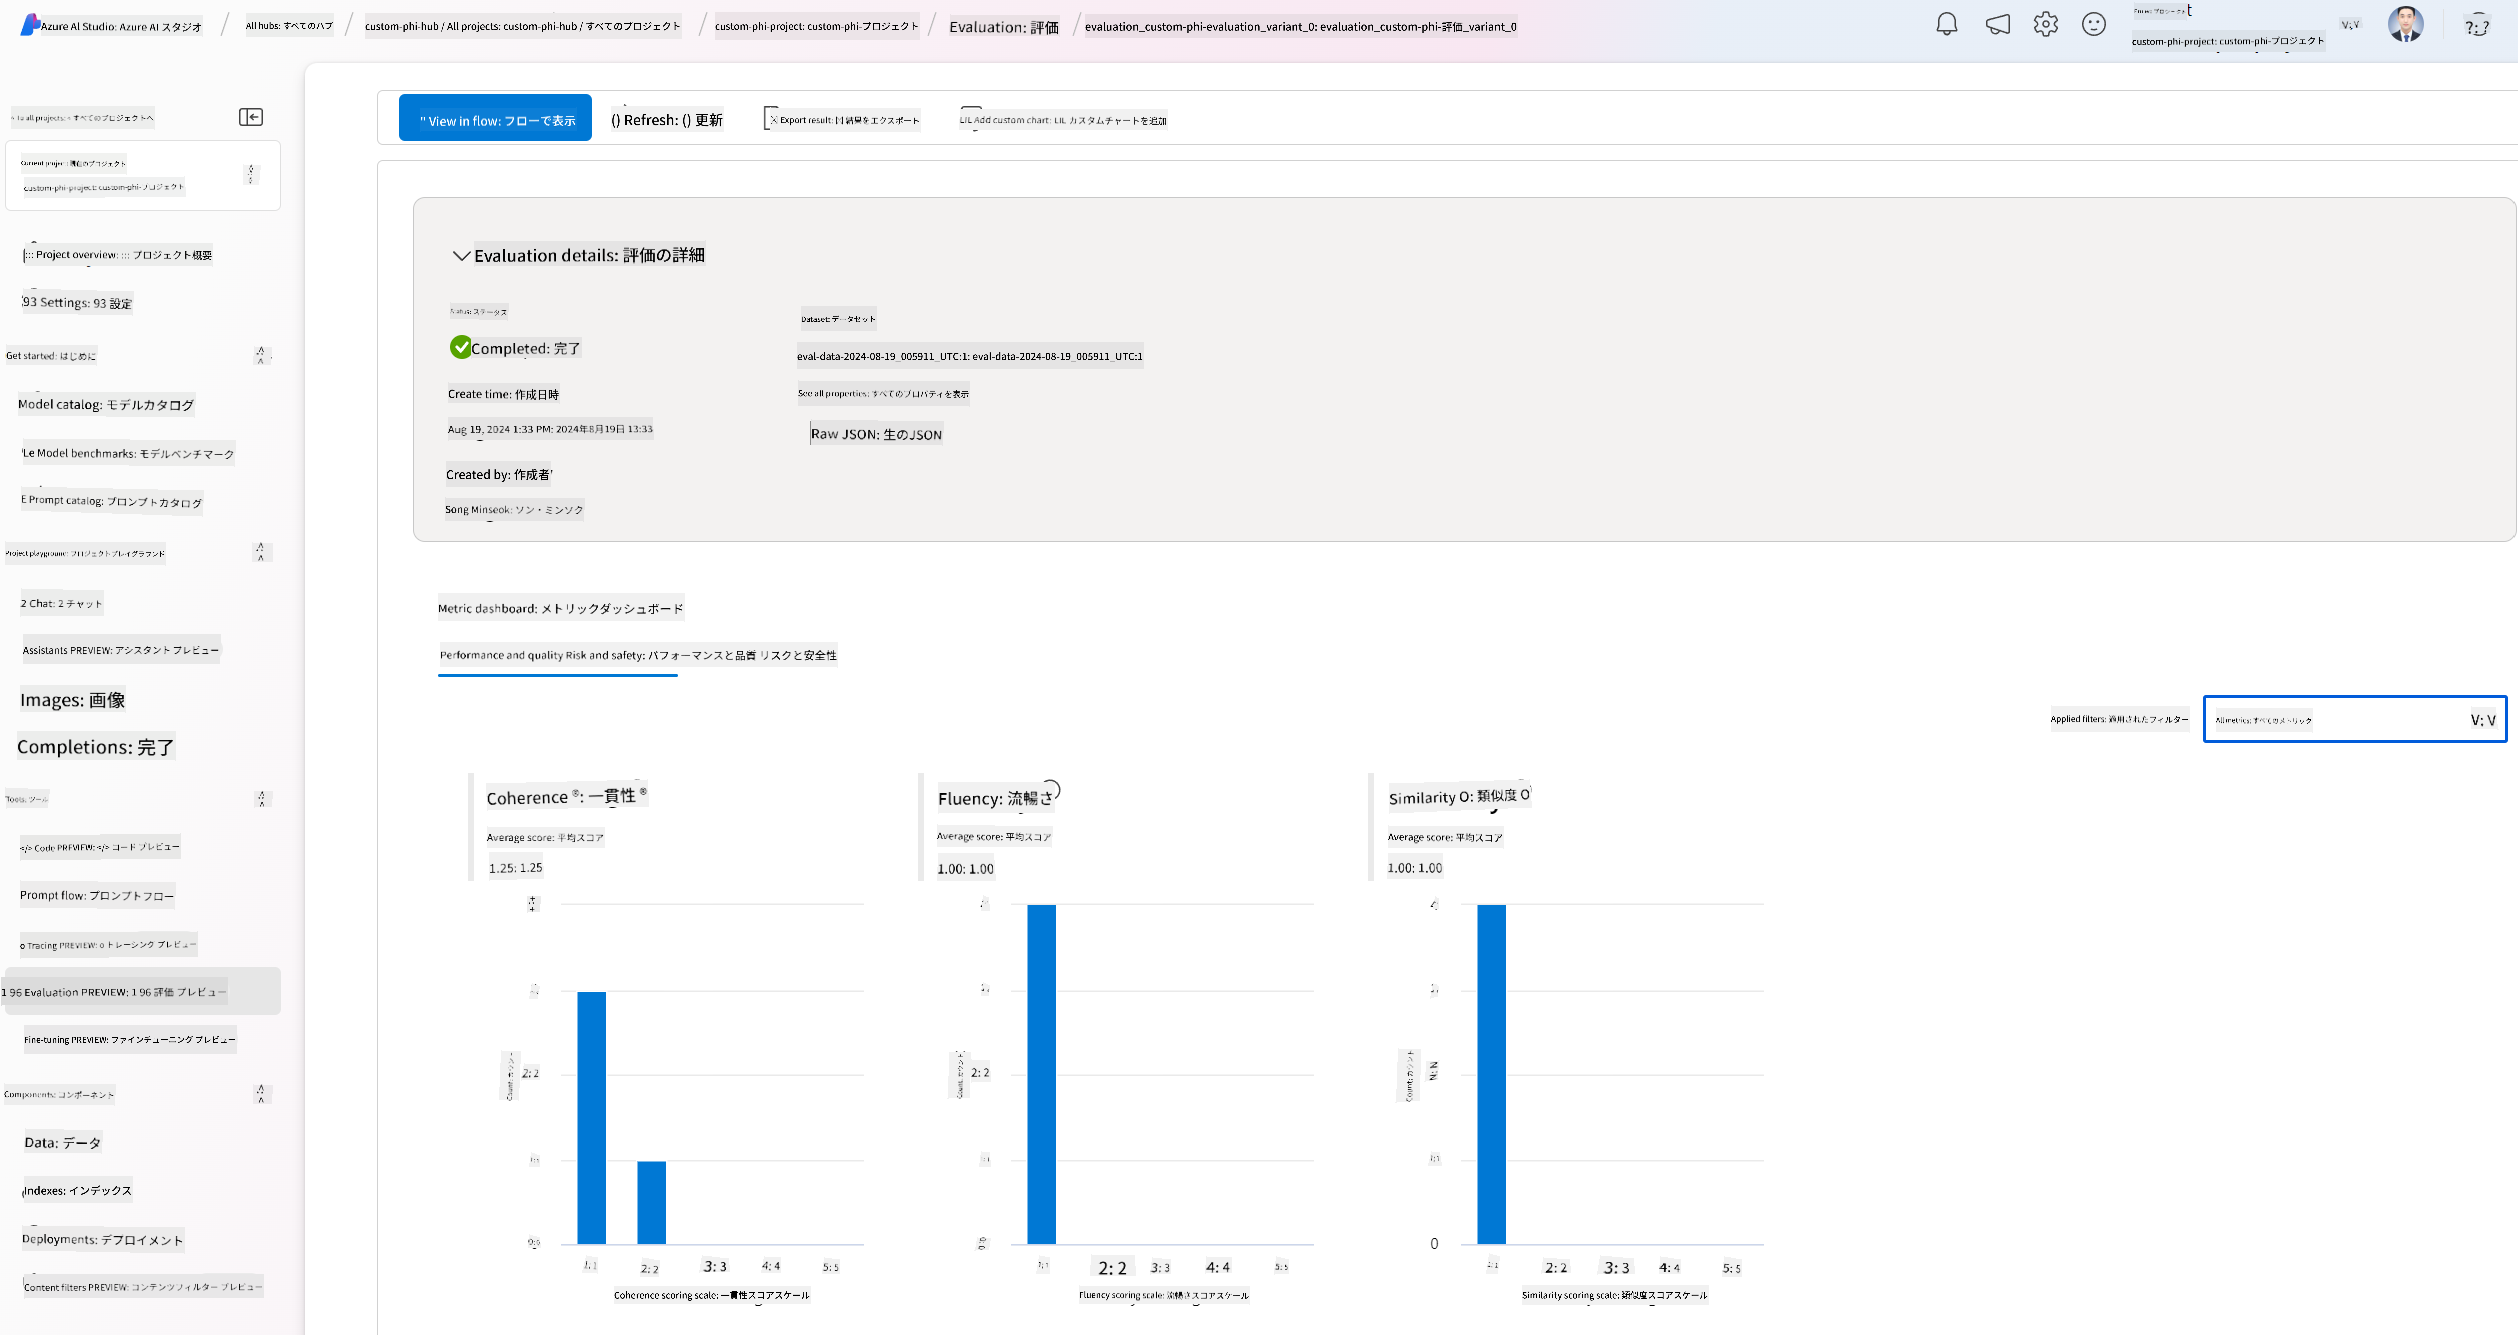 Azure AI Studio: Azure AI スタジオ
All hubs: すべてのハブ
custom-phi-hub / All projects: custom-phi-hub / すべてのプロジェクト
custom-phi-project: custom-phi-プロジェクト
Evaluation: 評価
evaluation_custom-phi-evaluation_variant_0: evaluation_custom-phi-評価_variant_0
custom-phi-project: custom-phi-プロジェクト
?: ?
to all projects: < すべてのプロジェクトへ
Current project: 現在のプロジェクト
custom-phi-project: custom-phi-プロジェクト
::: Project overview: ::: プロジェクト概要
93 Settings: 93 設定
Get started: はじめに
Model catalog: モデルカタログ
Le Model benchmarks: モデルベンチマーク
E Prompt catalog: プロンプトカタログ
Project playground: プロジェクトプレイグラウンド
2 Chat: 2 チャット
Assistants PREVIEW: アシスタント プレビュー
Images: 画像
Completions: 完了
Tools: ツール
</> Code PREVIEW: </> コード プレビュー
Prompt flow: プロンプトフロー
o Tracing PREVIEW: o トレーシング プレビュー
1 96 Evaluation PREVIEW: 1 96 評価 プレビュー
Fine-tuning PREVIEW: ファインチューニング プレビュー
Components: コンポーネント
Data: データ
Indexes: インデックス
Deployments: デプロイメント
Content filters PREVIEW: コンテンツフィルター プレビュー
" View in flow: フローで表示
() Refresh: () 更新
Export result: [↓] 結果をエクスポート
LIL Add custom chart: LIL カスタムチャートを追加
Evaluation details: 評価の詳細
Status: ステータス
Completed: 完了
Create time: 作成日時
Aug 19, 2024 1:33 PM: 2024年8月19日 13:33
Created by: 作成者
Song Minseok: ソン・ミンソク
Dataset: データセット
eval-data-2024-08-19_005911_UTC:1: eval-data-2024-08-19_005911_UTC:1
See all properties: すべてのプロパティを表示
Raw JSON: 生のJSON
Metric dashboard: メトリックダッシュボード
Performance and quality Risk and safety: パフォーマンスと品質 リスクと安全性
Applied filters: 適用されたフィルター
All metrics: すべてのメトリック
V: V
Coherence ®: 一貫性 ®
Average score: 平均スコア
1.25: 1.25
Count: カウント
2: 2
1: 1
2: 2
3: 3
4: 4
5: 5
Coherence scoring scale: 一貫性スコアスケール
Fluency: 流暢さ
Average score: 平均スコア
1.00: 1.00
Count: カウント
2: 2
2: 2
3: 3
4: 4
5: 5
Fluency scoring scale: 流暢さスコアスケール
Similarity O: 類似度 O
Average score: 平均スコア
1.00: 1.00
Count: カウント
N: N
0
2: 2
3: 3
4: 4
5: 5
Similarity scoring scale: 類似度スコアスケール